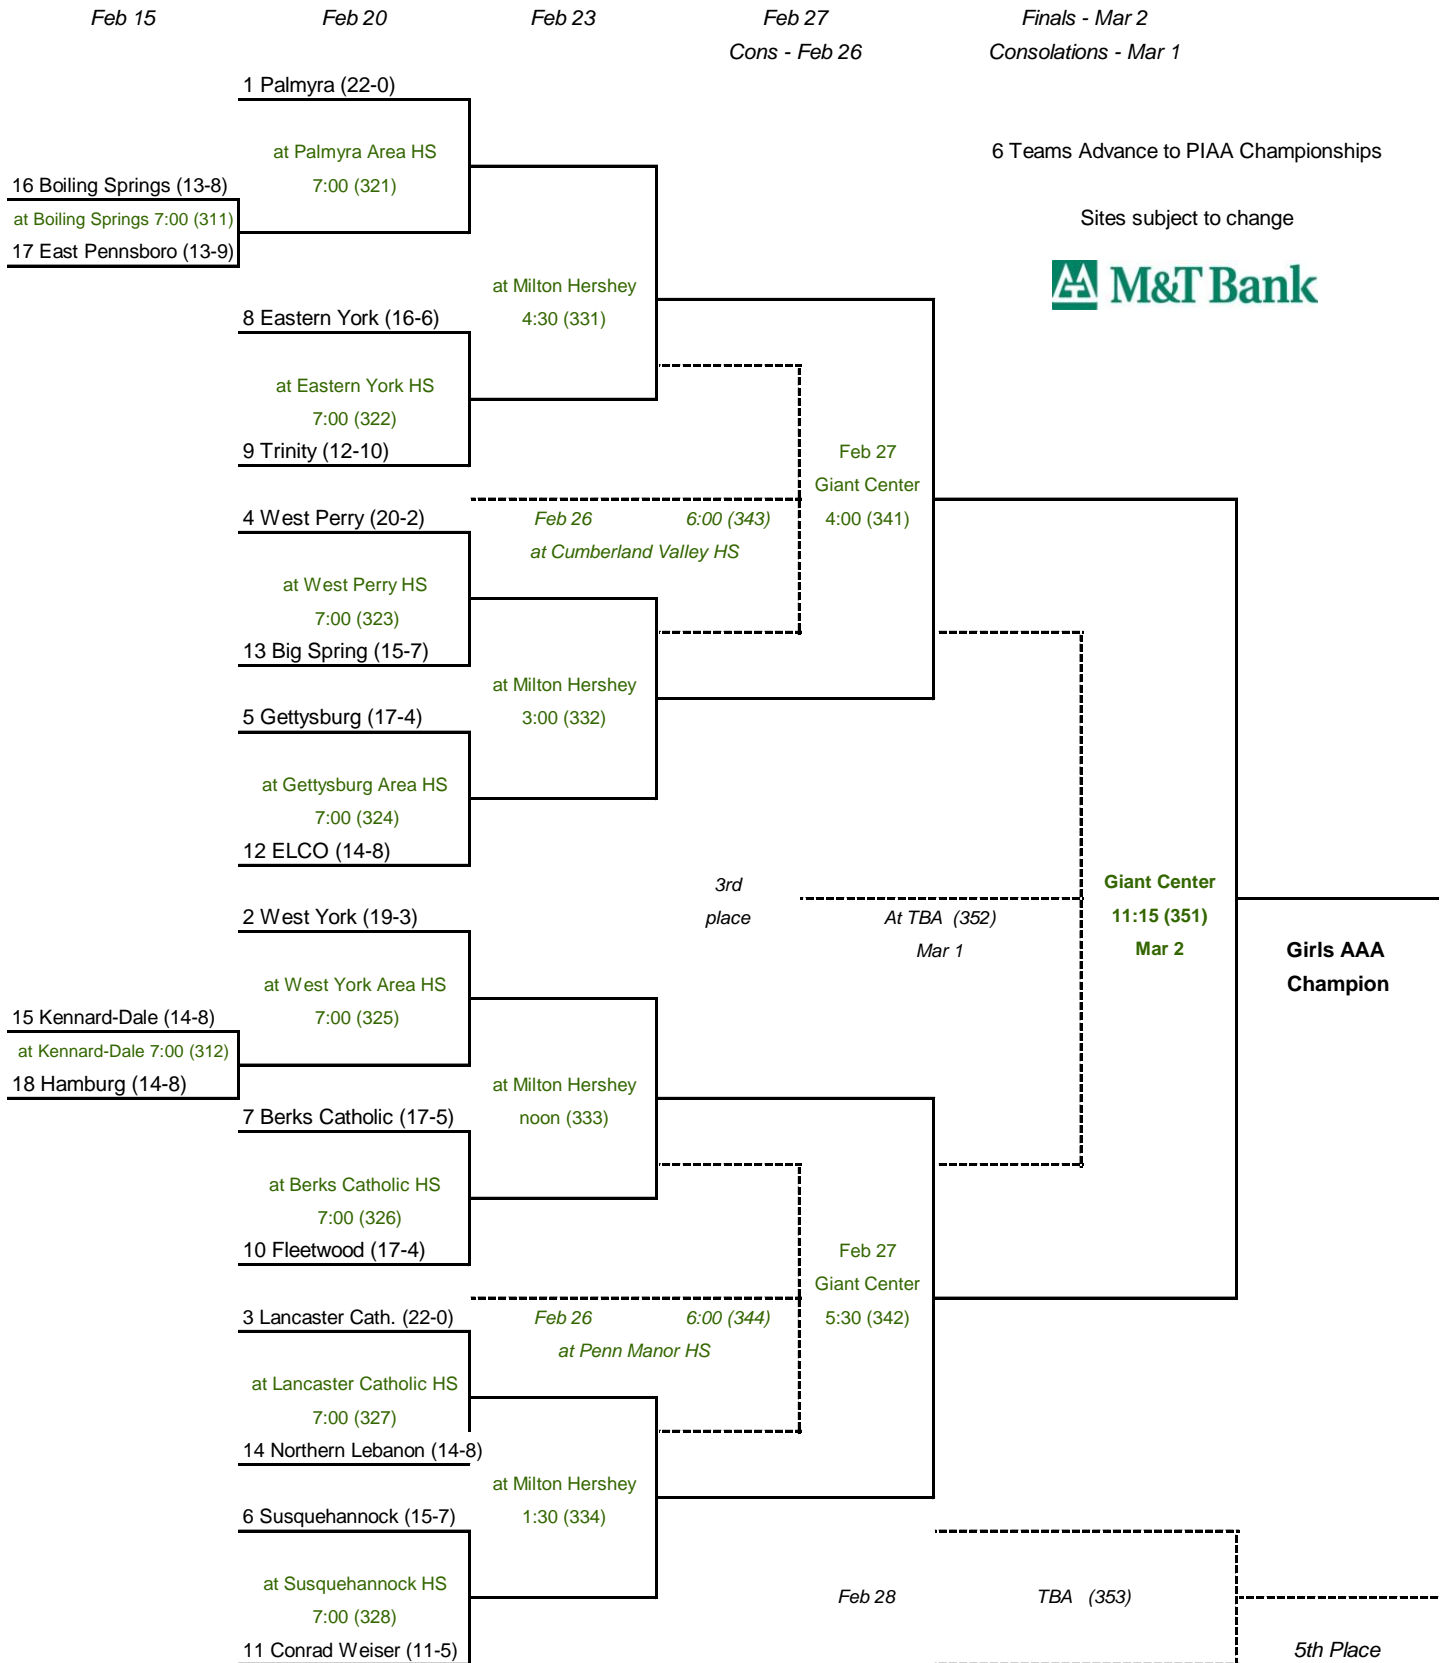 Feb 15 Feb 20 Feb 23 Feb 27 Finals - Mar 2
Cons - Feb 26 Consolations - Mar 1
1 Palmyra (22-0)
at Palmyra Area HS
6 Teams Advance to PIAA Championships
16 Boiling Springs (13-8)
7:00 (321)
at Boiling Springs 7:00 (311)
Sites subject to change
17 East Pennsboro (13-9)
at Milton Hershey
M&T Bank
8 Eastern York (16-6)
4:30 (331)
at Eastern York HS
7:00 (322)
9 Trinity (12-10)
Feb 27
Giant Center
4 West Perry (20-2)
Feb 26 6:00 (343)
4:00 (341)
at Cumberland Valley HS
at West Perry HS
7:00 (323)
13 Big Spring (15-7)
at Milton Hershey
5 Gettysburg (17-4)
3:00 (332)
at Gettysburg Area HS
7:00 (324)
12 ELCO (14-8)
3rd
Giant Center
2 West York (19-3)
place
At TBA (352)
11:15 (351)
Mar 1
Mar 2
Girls AAA
at West York Area HS
Champion
15 Kennard-Dale (14-8)
7:00 (325)
at Kennard-Dale 7:00 (312)
18 Hamburg (14-8)
at Milton Hershey
7 Berks Catholic (17-5)
noon (333)
at Berks Catholic HS
7:00 (326)
10 Fleetwood (17-4)
Feb 27
Giant Center
3 Lancaster Cath. (22-0)
Feb 26 6:00 (344)
5:30 (342)
at Penn Manor HS
at Lancaster Catholic HS
7:00 (327)
14 Northern Lebanon (14-8)
at Milton Hershey
6 Susquehannock (15-7)
1:30 (334)
at Susquehannock HS
Feb 28 TBA (353)
7:00 (328)
11 Conrad Weiser (11-5)
5th Place